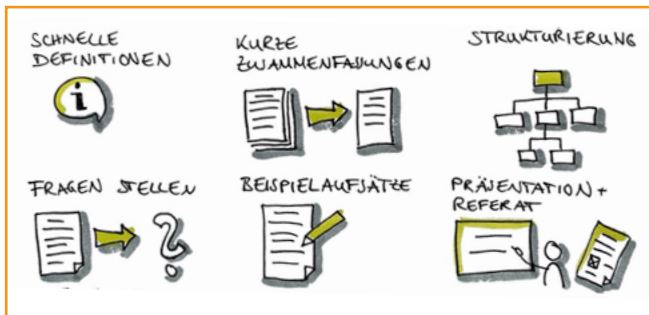 SCHNELLE
DEFINITIONEN
KURZE
ZUSAMMENFASSUNGEN
STRUKTURIERUNG
FRAGEN STELLEN
BEISPIELAUFSÄTZE
PRÄSENTATION +
REFERAT